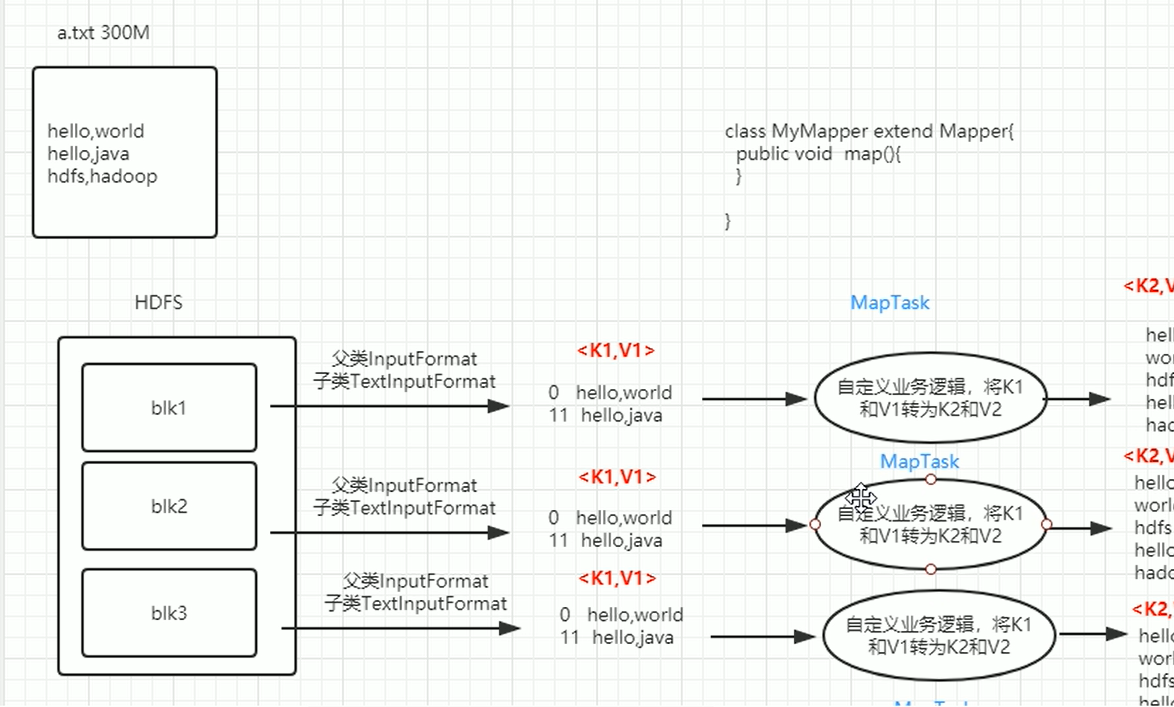 a.txt 300M
hello,world
hello,java
hdfs,hadoop
class MyMapper extend Mapper{
public void map(){
}
}
HDFS
MapTask
<K2,V
blk1
父类InputFormat
子类TextInputFormat
<K1,V1>
0 hello,world
11 hello,java
自定义业务逻辑，将K1
和V1转为K2和V2
hel
wo
hdf
hel
hac
blk2
父类InputFormat
子类TextInputFormat
<K1,V1>
0 hello,world
11 hello,java
MapTask
自定义业务逻辑，将K1
和V1转为K2和V2
<K2,V
hello
world
hdfs
hello
hado
blk3
父类InputFormat
子类TextInputFormat
<K1,V1>
0 hello,world
11 hello,java
自定义业务逻辑，将K1
和V1转为K2和V2
<K2,
hello
worl
hdfs